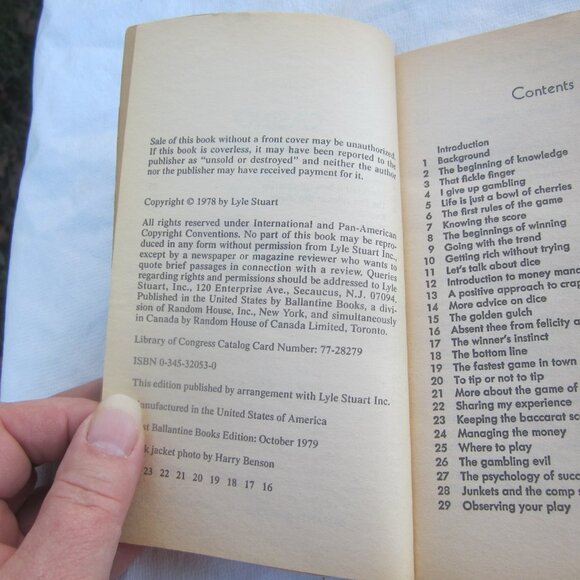 Sale of this book without a front cover may be unauthorized.
If this book is coverless, it may have been reported to the
publisher as "unsold or destroyed" and neither the author
nor the publisher may have received payment for it.
Copyright © 1978 by Lyle Stuart
All rights reserved under International and Pan-American
Copyright Conventions. No part of this book may be repro-
duced in any form without permission from Lyle Stuart Inc.,
except by a newspaper or magazine reviewer who wants to
quote brief passages in connection with a review. Queries
regarding rights and permissions should be addressed to Lyle
Stuart, Inc., 120 Enterprise Ave., Secaucus, N.J. 07094.
Published in the United States by Ballantine Books, a divi-
sion of Random House, Inc., New York, and simultaneously
in Canada by Random House of Canada Limited, Toronto.
Library of Congress Catalog Card Number: 77-28279
ISBN 0-345-32053-0
This edition published by arrangement with Lyle Stuart Inc.
anufactured in the United States of America
st Ballantine Books Edition: October 1979
k jacket photo by Harry Benson
23 22 21 20 19 18 17 16
Contents
Introduction
1 Background
2 The beginning of knowledge
3 That fickle finger
4 I give up gambling
5 Life is just a bowl of cherries
6 The first rules of the game
7 Knowing the score
8 The beginnings of winning
9 Going with the trend
10 Getting rich without trying
11 Let's talk about dice
12 Introduction to money mana
13 A positive approach to crap
14 More advice on dice
15 The golden gulch
16 Absent thee from felicity a
17 The winner's instinct
18 The bottom line
19 The fastest game in town
20 To tip or not to tip
21 More about the game of
22 Sharing my experience
23 Keeping the baccarat sc
24 Managing the money
25 Where to play
26 The gambling evil
27 The psychology of succ
28 Junkets and the comp s
29 Observing your play